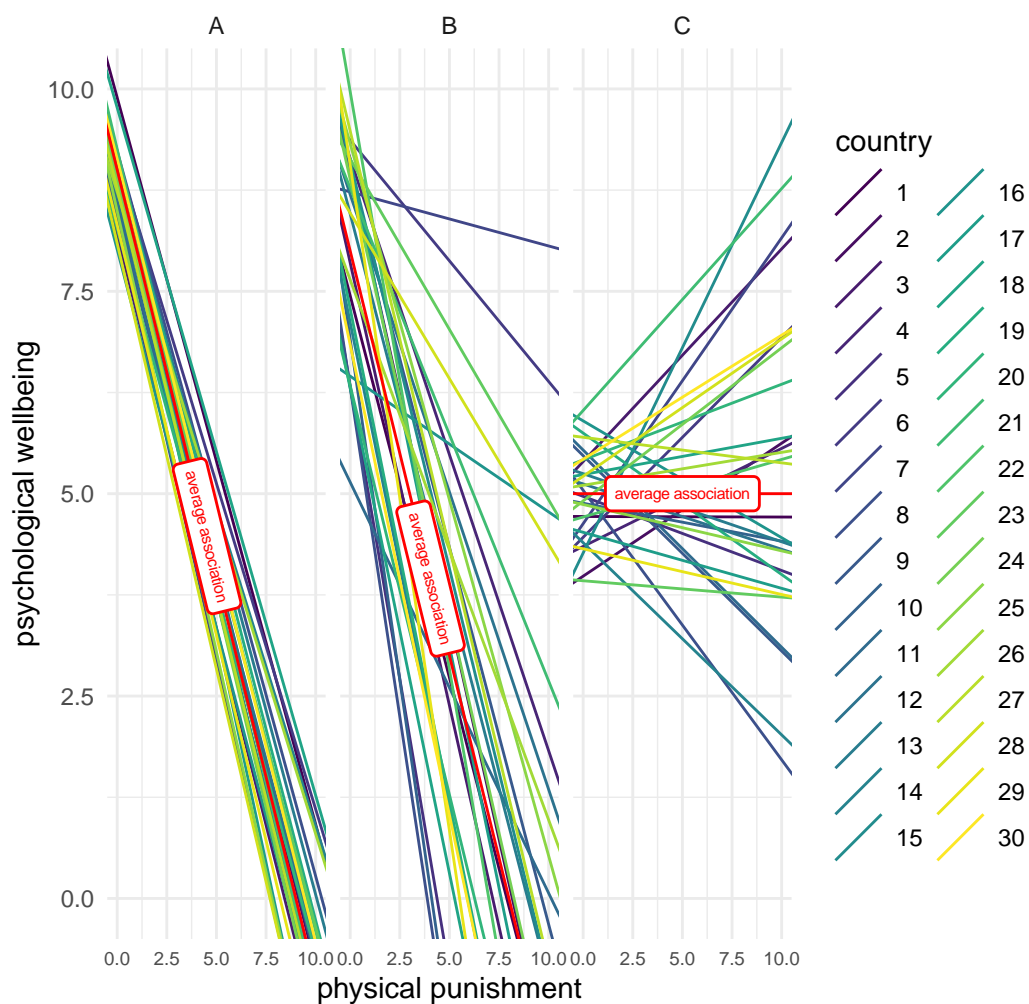 A B C
psychological wellbeing
10.0
7.5
5.0
2.5
0.0
average association
average association
average association
0.0 2.5 5.0 7.5 10.0 0.0 2.5 5.0 7.5 10.0 0.0 2.5 5.0 7.5 10.0
physical punishment
country
1 16
2 17
3 18
4 19
5 20
6 21
7 22
8 23
9 24
10 25
11 26
12 27
13 28
14 29
15 30